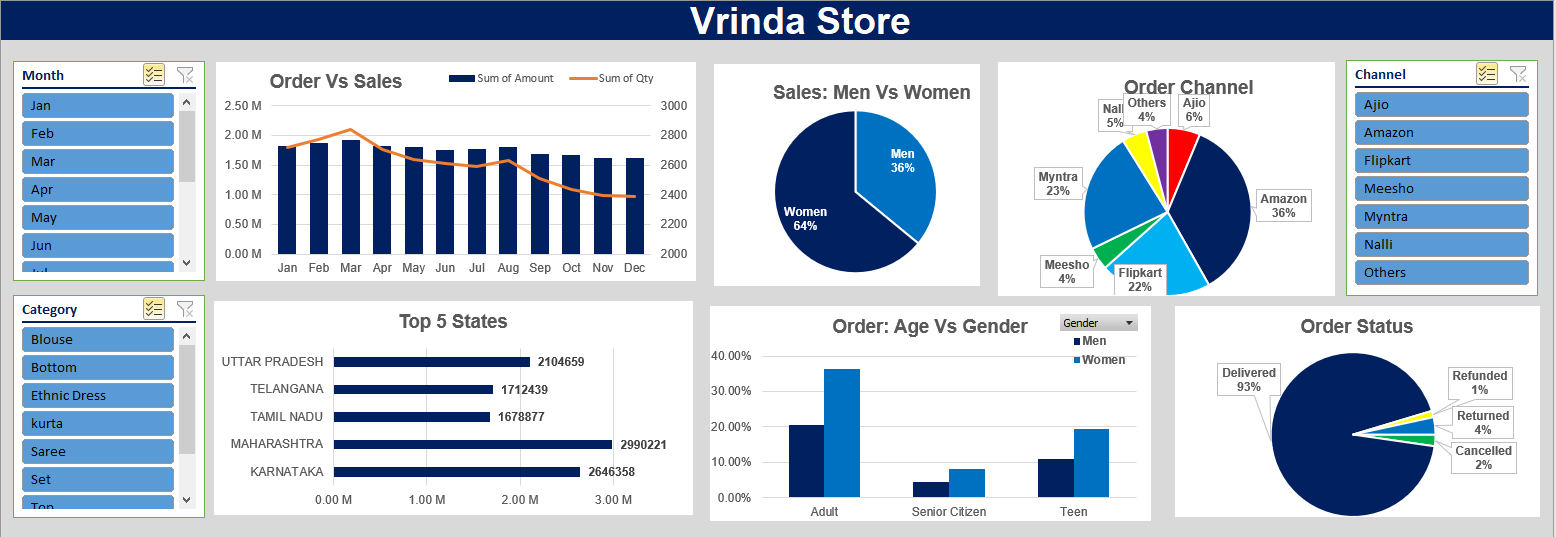 Vrinda Store
Month
Jan
Feb
Mar
Apr
May
Jun
Order Vs Sales
Sum of Amount
Sum of Qty
2.50 M
2.00 M
1.50 M
1.00 M
0.50 M
0.00 M
3000
2800
2600
2400
2200
2000
Jan Feb Mar Apr May Jun Jul Aug Sep Oct Nov Dec
Sales: Men Vs Women
Men
36%
Women
64%
Order Channel
Nalli
5%
Others
4%
Ajio
6%
Myntra
23%
Amazon
36%
Meesho
4%
Flipkart
22%
Channel
Ajio
Amazon
Flipkart
Meesho
Myntra
Nalli
Others
Category
Blouse
Bottom
Ethnic Dress
kurta
Saree
Set
Top
Top 5 States
UTTAR PRADESH 2104659
TELANGANA 1712439
TAMIL NADU 1678877
MAHARASHTRA 2990221
KARNATAKA 2646358
0.00 M 1.00 M 2.00 M 3.00 M
Order: Age Vs Gender
Gender
Men
Women
40.00%
30.00%
20.00%
10.00%
0.00%
Adult Senior Citizen Teen
Order Status
Delivered
93%
Refunded
1%
Returned
4%
Cancelled
2%